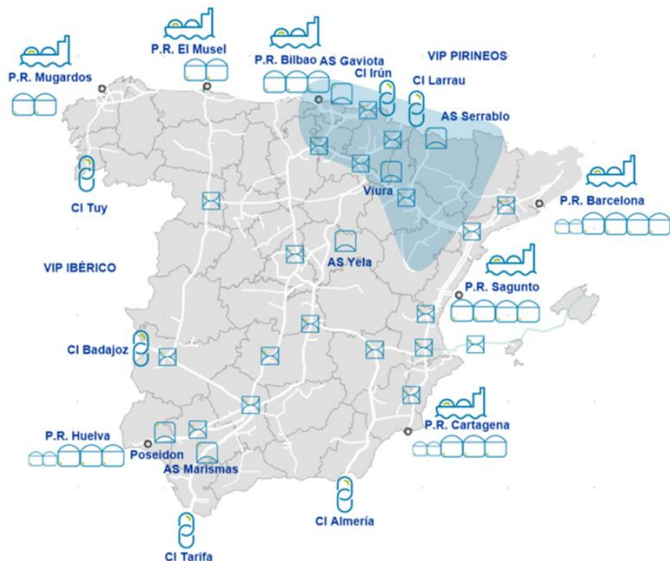 P.R. Mugardos
P.R. El Musel
P.R. Bilbao
AS Gaviota
CI Irún
VIP PIRINEOS
CI Larrau
AS Serrablo
P.R. Barcelona
CI Tuy
Viura
VIP IBÉRICO
AS Yela
P.R. Sagunto
CI Badajoz
P.R. Huelva
Poseidon
AS Marismas
P.R. Cartagena
CI Almería
CI Tarifa